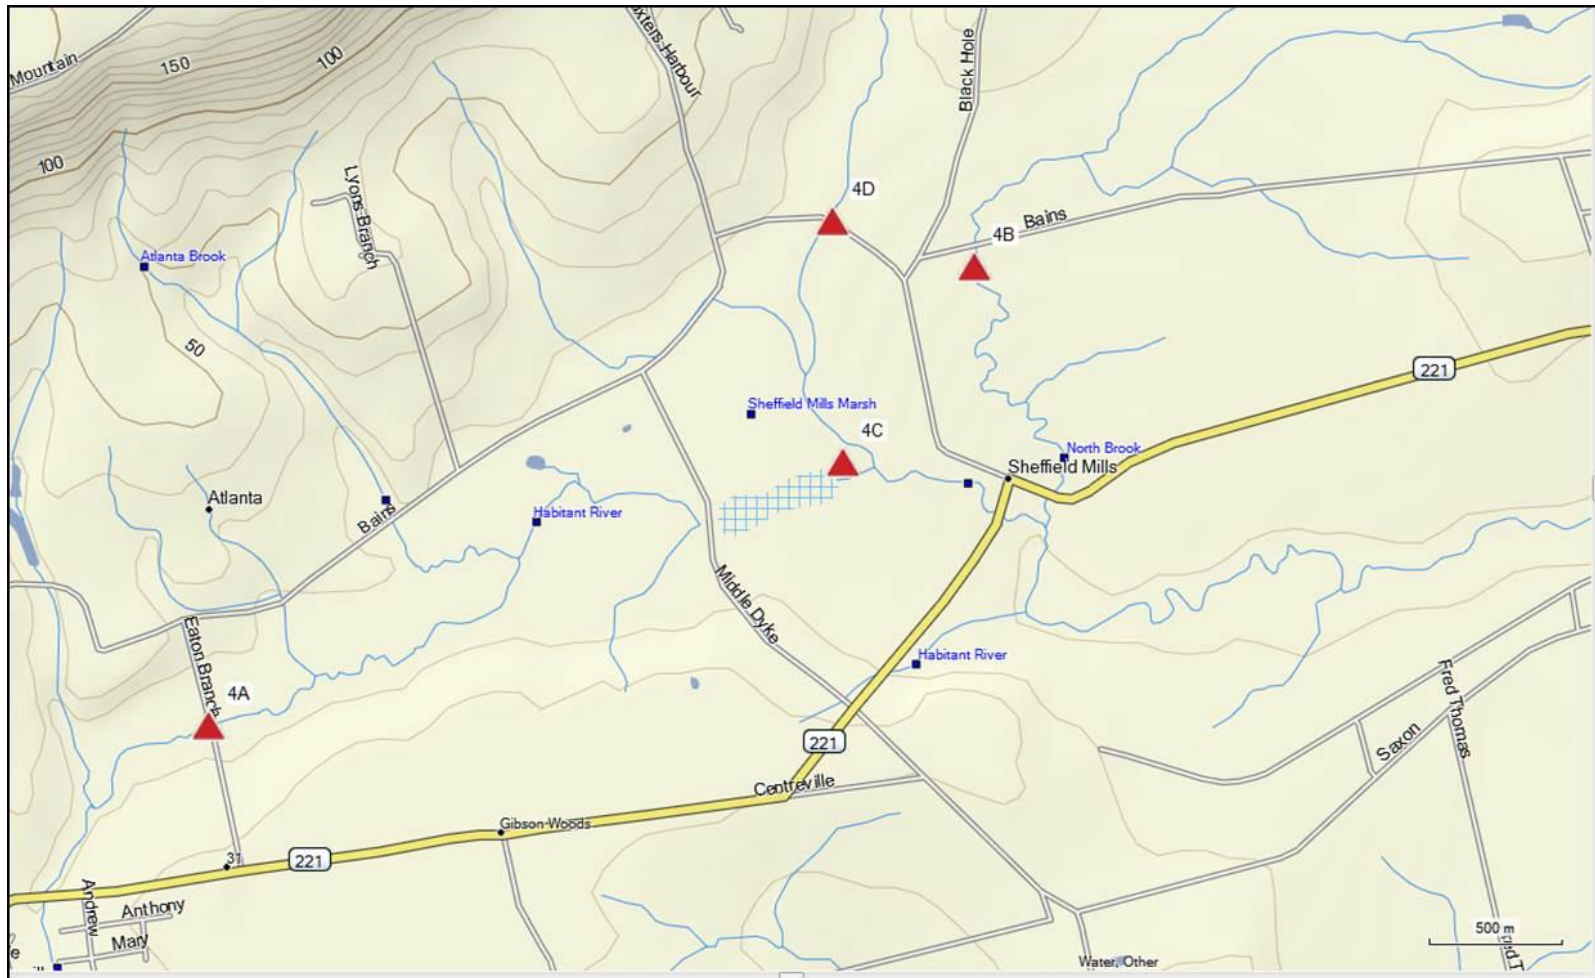 Mountain
150
100
100
axters Harbour
Black Hole
Lyons Branch
4D
Bains
4B
Atlanta Brook
50
221
Sheffield Mills Marsh
4C
North Brook
Sheffield Mills
Atlanta
Bains
Habitant River
Middle Dyke
Eaton Branch
Habitant River
4A
Fred Thomas
221
Saxon
Centreville
Gibson Woods
31
221
Andrew
Anthony
Mary
500 m
Water, Other